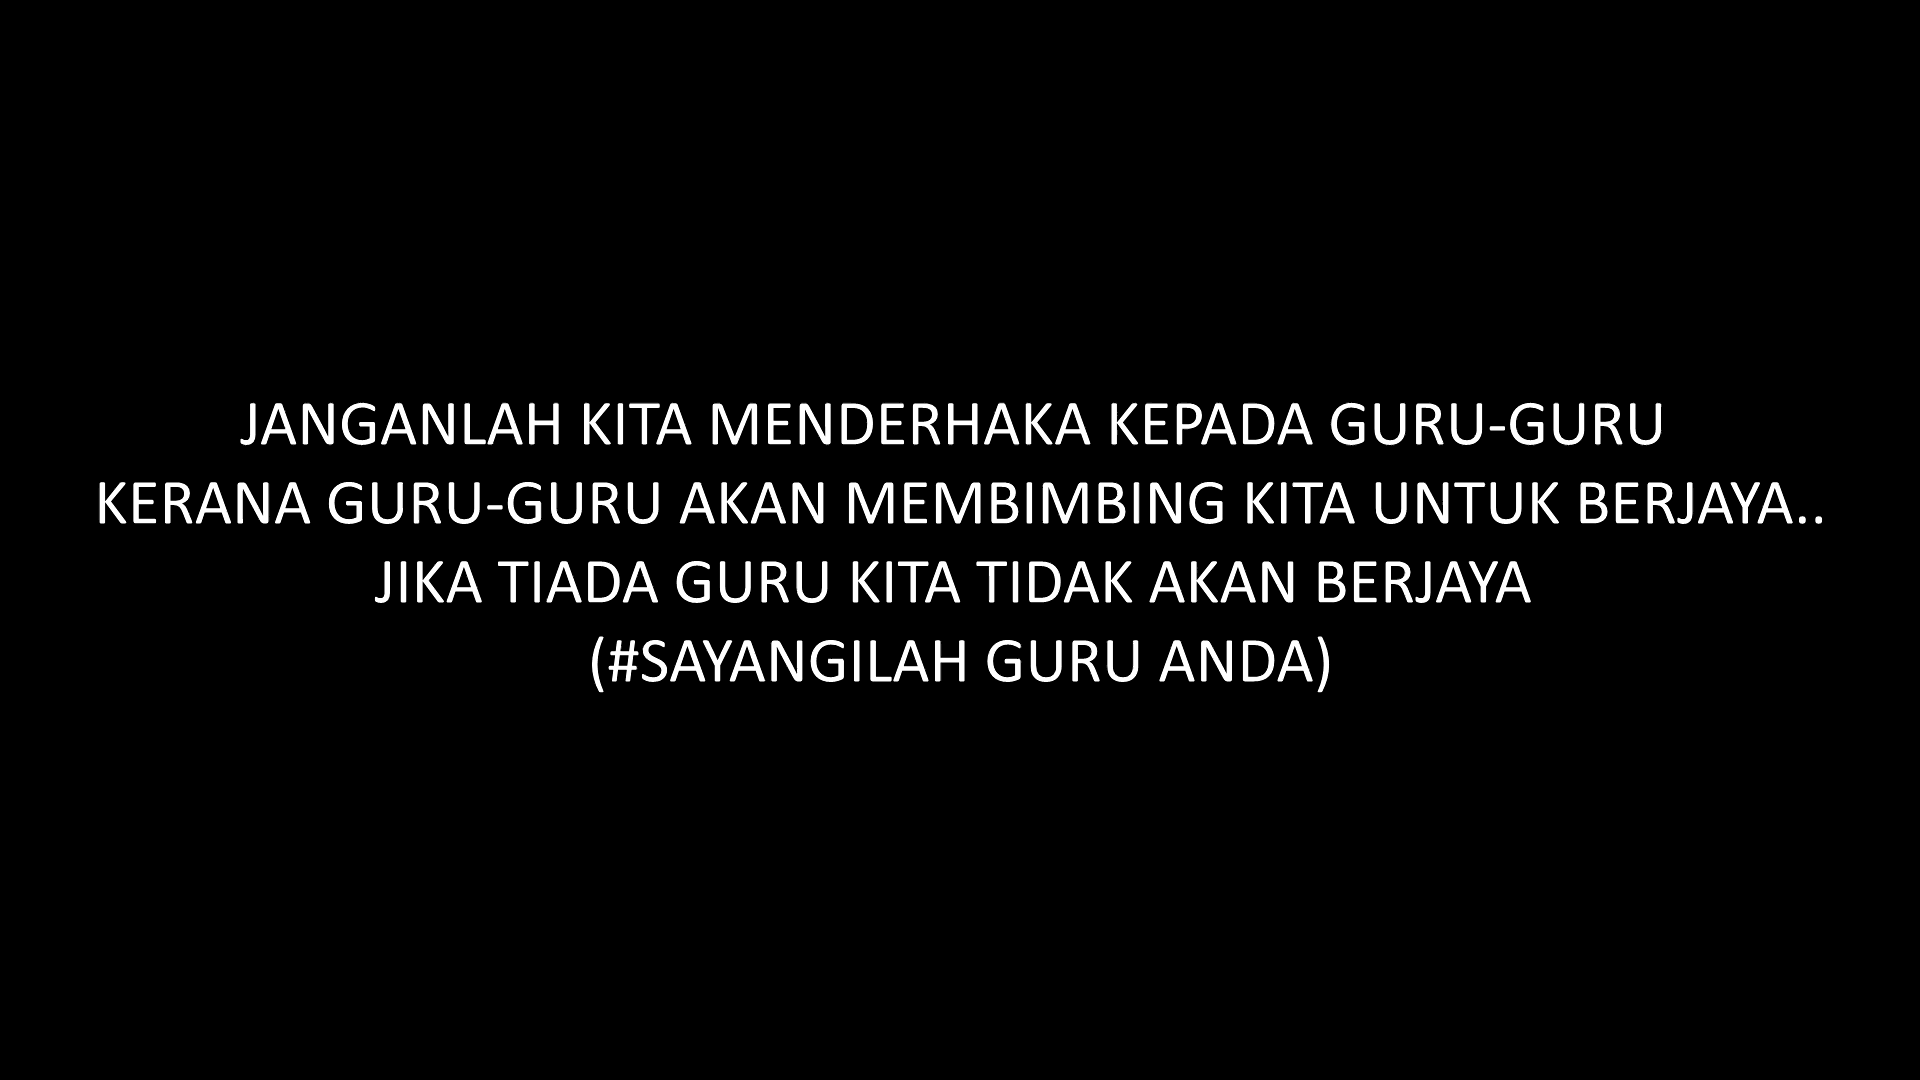 JANGANLAH KITA MENDERHAKA KEPADA GURU-GURU
KERANA GURU-GURU AKAN MEMBIMBING KITA UNTUK BERJAYA..
JIKA TIADA GURU KITA TIDAK AKAN BERJAYA
(#SAYANGILAH GURU ANDA)